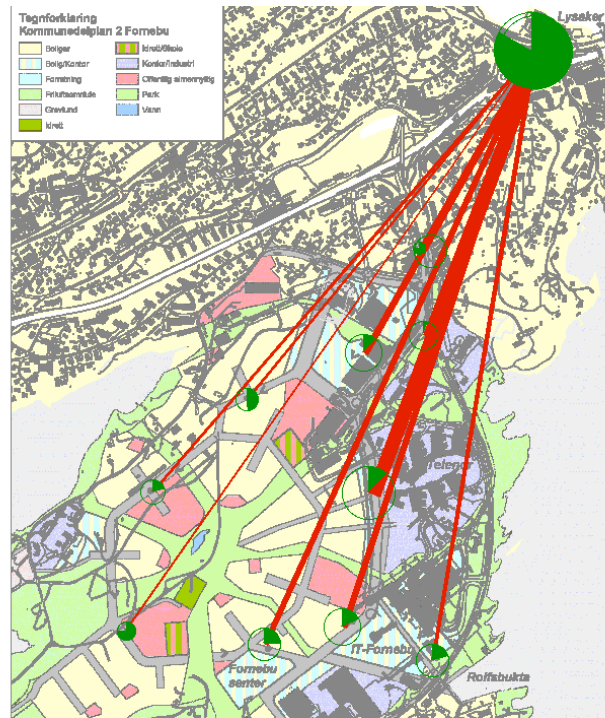 Tegnforklaring
Kommunedelplan 2 Fornebu
Boliger
Bolig/Kontor
Forretning
Friluftsområde
Gravlund
Idrett
Idrett/Skole
Kontor/Industri
Offentlig allmennyttig
Park
Vann
Lysaker
Telenor
IT-Fornebu
Fornebu
senter
Rolfsbukta